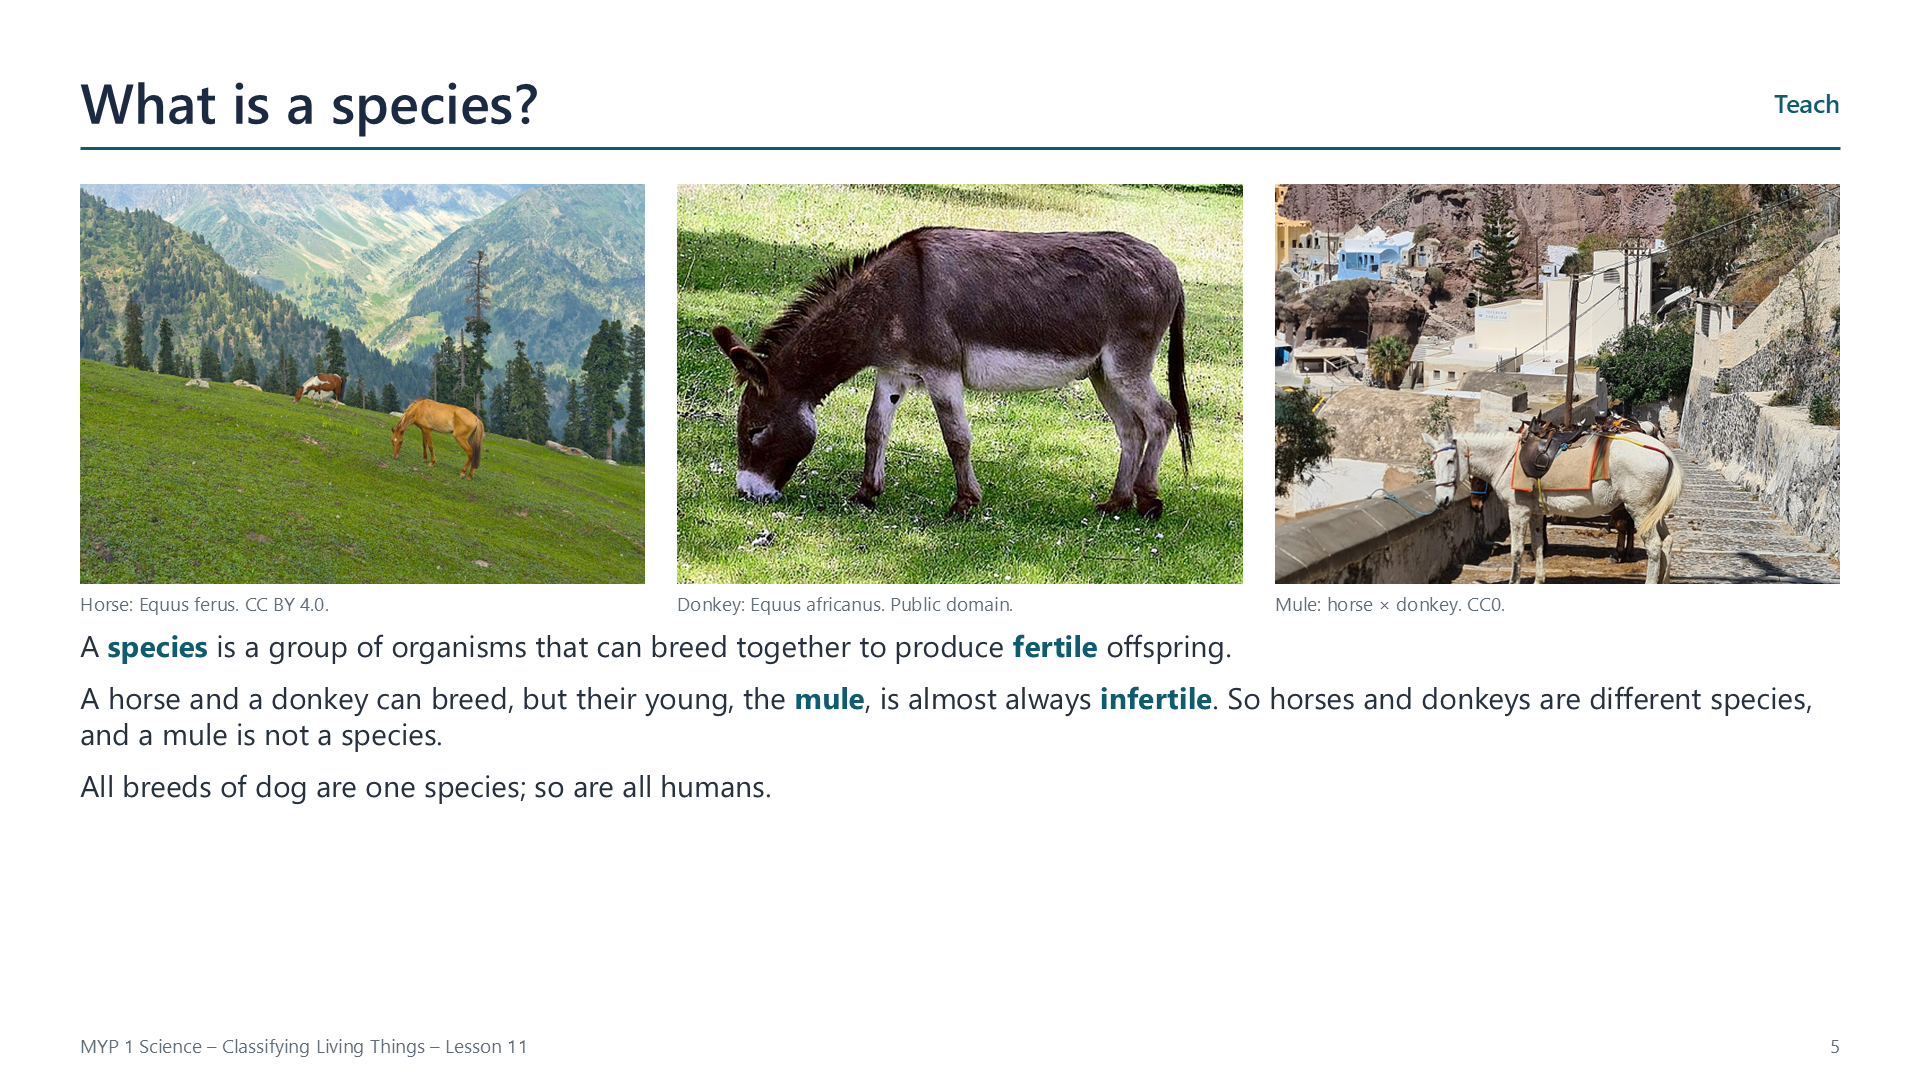 What is a species?
Teach
Horse: Equus ferus. CC BY 4.0.
Donkey: Equus africanus. Public domain.
Mule: horse × donkey. CC0.
A species is a group of organisms that can breed together to produce fertile offspring.
A horse and a donkey can breed, but their young, the mule, is almost always infertile. So horses and donkeys are different species,
and a mule is not a species.
All breeds of dog are one species; so are all humans.
MYP 1 Science – Classifying Living Things – Lesson 11
5